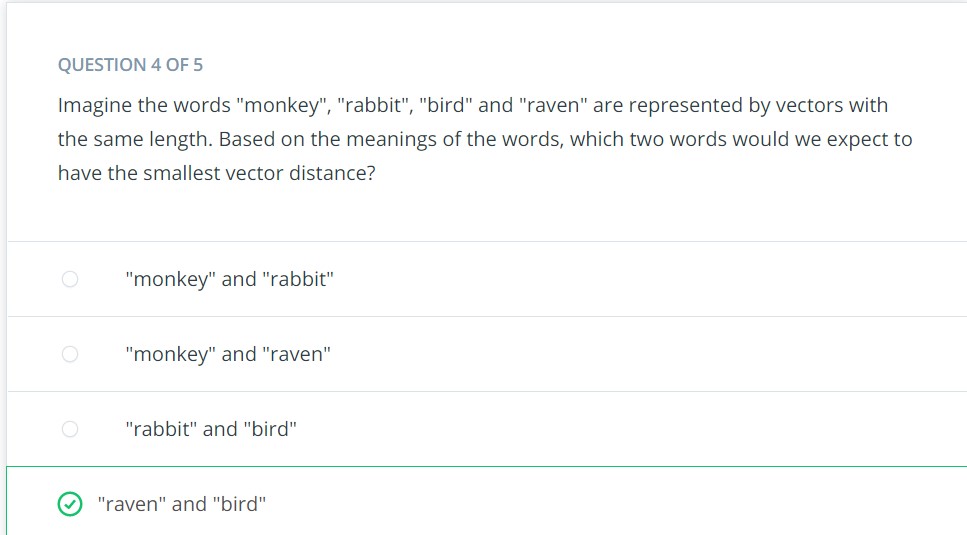 QUESTION 4 OF 5
Imagine the words "monkey", "rabbit", "bird" and "raven" are represented by vectors with
the same length. Based on the meanings of the words, which two words would we expect to
have the smallest vector distance?
"monkey" and "rabbit"
"monkey" and "raven"
"rabbit" and "bird"
"raven" and "bird"